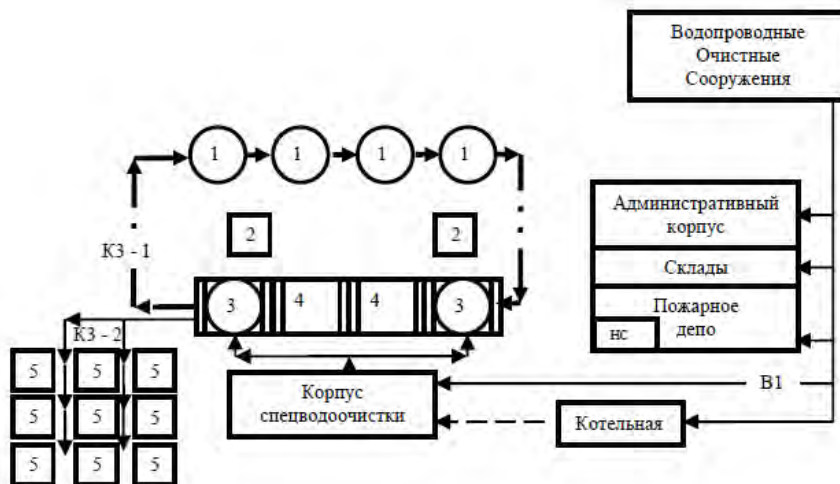 Водопроводные
Очистные
Сооружения
1 1 1 1
Административный
корпус
2 2
К3 - 1
Склады
3 4 4 3
Пожарное
депо
нс
К3 - 2
5 5 5
В1
Корпус
спецводоочистки
5 5 5
Котельная
5 5 5